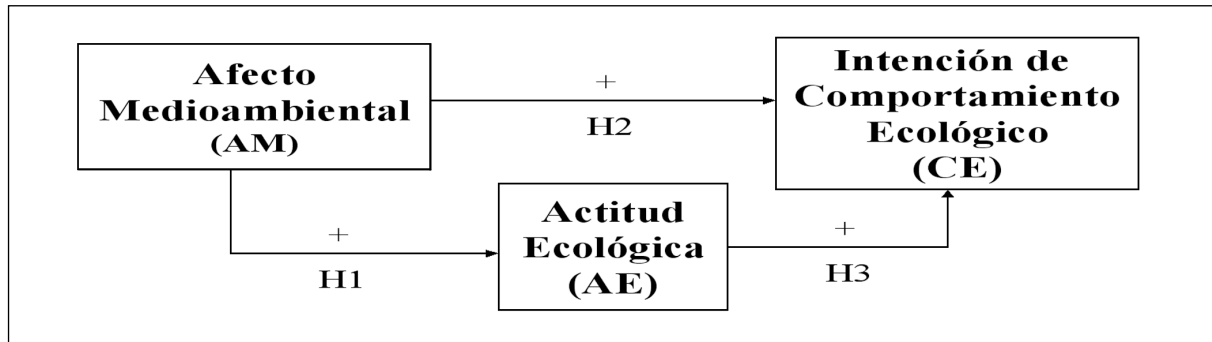 Afecto
Medioambiental
(AM)
+
H2
Intención de
Comportamiento
Ecológico
(CE)
+
H1
Actitud
Ecológica
(AE)
+
H3